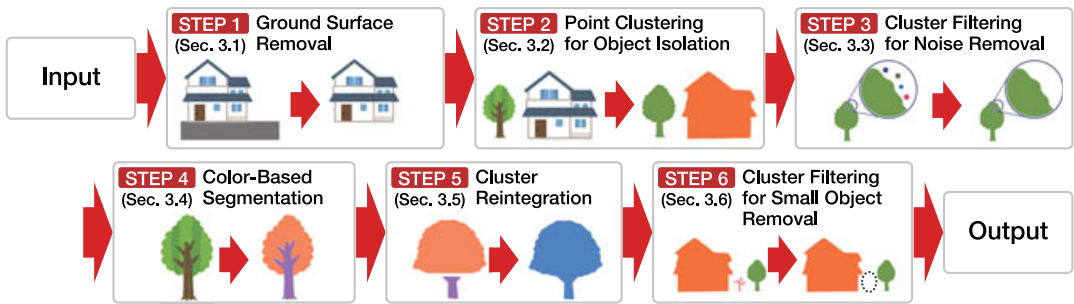 Input
STEP 1 Ground Surface
(Sec. 3.1) Removal
STEP 2 Point Clustering
(Sec. 3.2) for Object Isolation
STEP 3 Cluster Filtering
(Sec. 3.3) for Noise Removal
STEP 4 Color-Based
(Sec. 3.4) Segmentation
STEP 5 Cluster
(Sec. 3.5) Reintegration
STEP 6 Cluster Filtering
(Sec. 3.6) for Small Object
Removal
Output